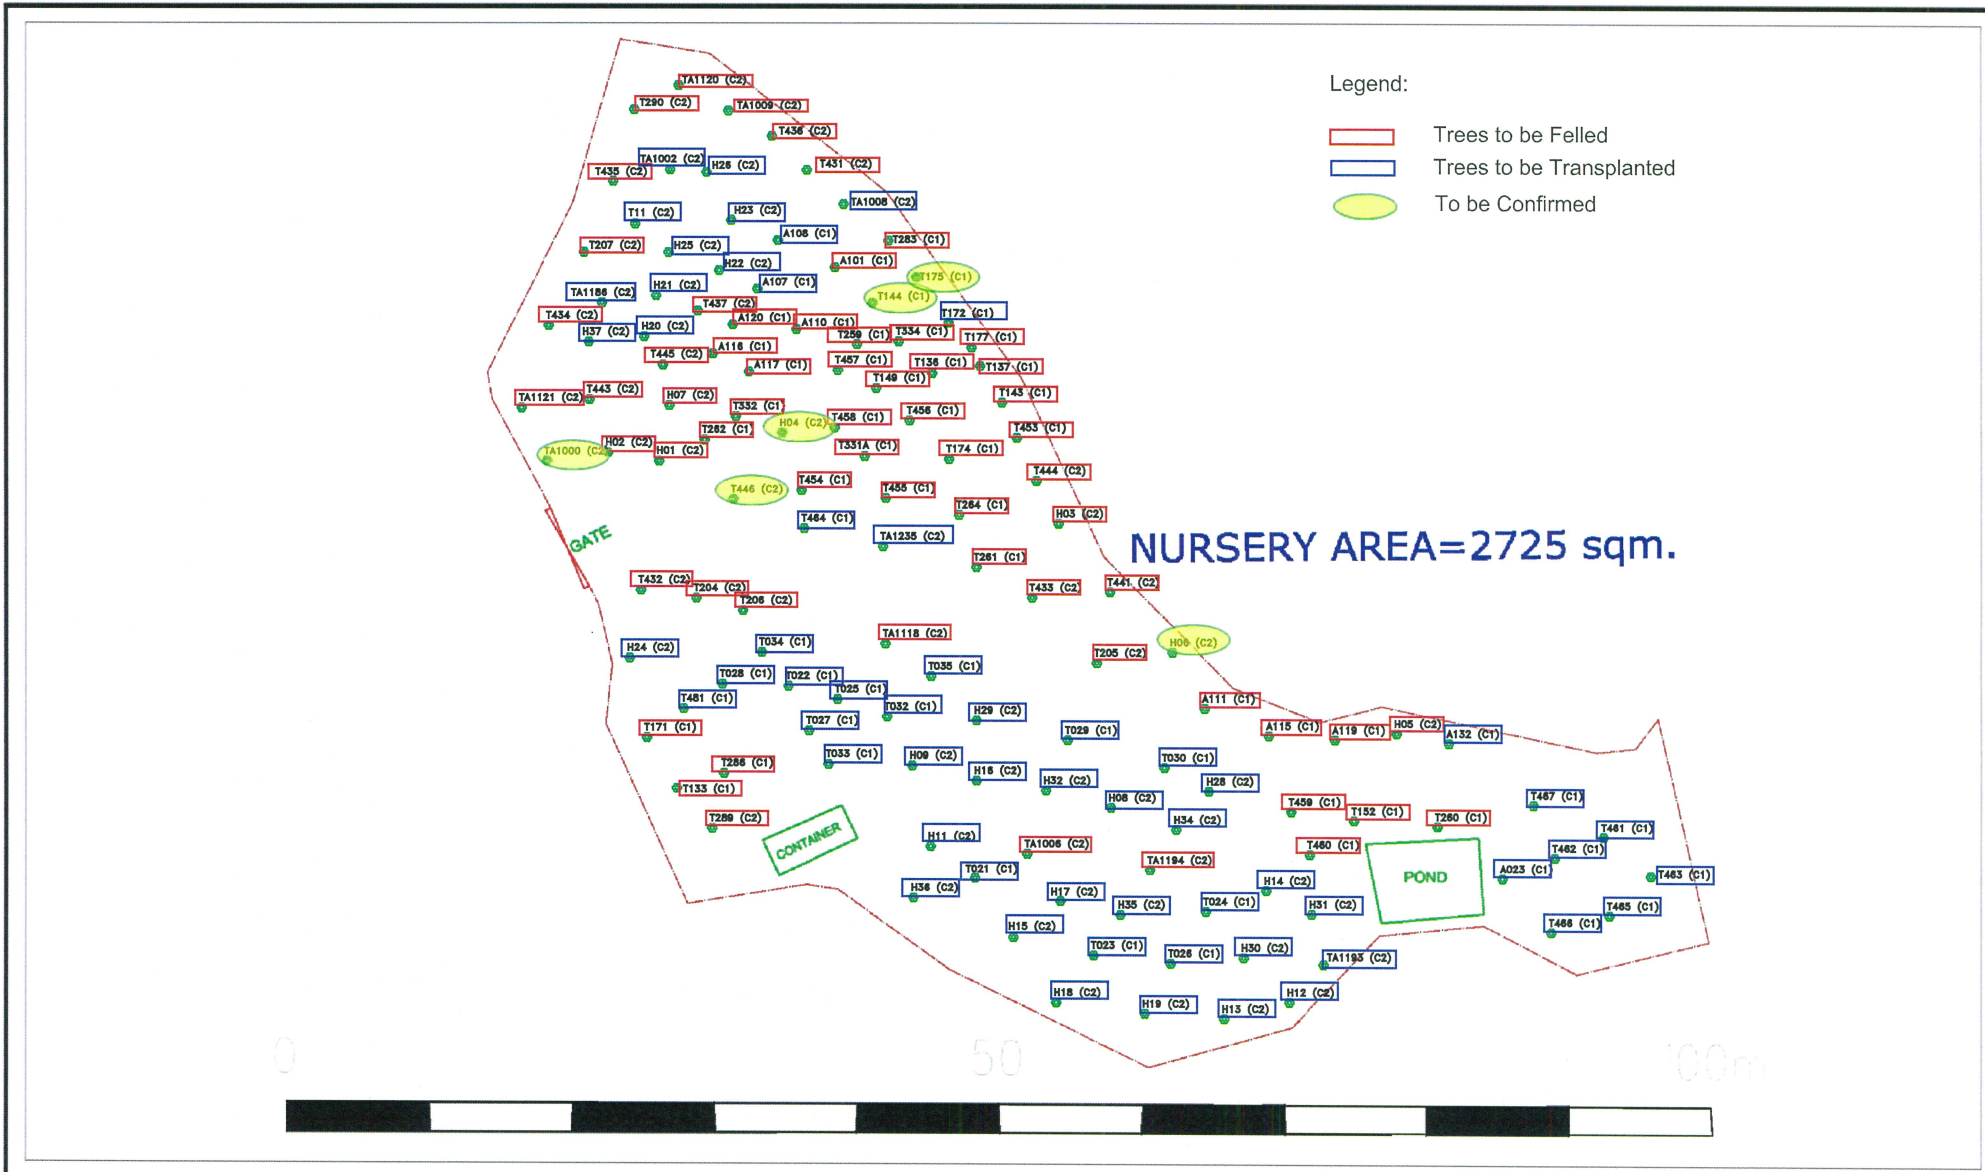 Legend:
Trees to be Felled
Trees to be Transplanted
To be Confirmed
TA1120 (C2)
T290 (C2)
TA1009 (C2)
T436 (C2)
TA1002 (C2)
H26 (C2)
T431 (C2)
T435 (C2)
TA1008 (C2)
T11 (C2)
H23 (C2)
A108 (C1)
T283 (C1)
T207 (C2)
H25 (C2)
H22 (C2)
A101 (C1)
T175 (C1)
TA1186 (C2)
H21 (C2)
A107 (C1)
T144 (C1)
T437 (C2)
T434 (C2)
A120 (C1)
A110 (C1)
T172 (C1)
H37 (C2)
H20 (C2)
T259 (C1)
T334 (C1)
T177 (C1)
T445 (C2)
A116 (C1)
A117 (C1)
T457 (C1)
T136 (C1)
T137 (C1)
T149 (C1)
TA1121 (C2)
T443 (C2)
H07 (C2)
T143 (C1)
T332 (C1)
H04 (C2)
T458 (C1)
T456 (C1)
T262 (C1)
T453 (C1)
TA1000 (C2)
H02 (C2)
H01 (C2)
T331A (C1)
T174 (C1)
T444 (C2)
T446 (C2)
T454 (C1)
T455 (C1)
T264 (C1)
H03 (C2)
T464 (C1)
TA1235 (C2)
GATE
NURSERY AREA=2725 sqm.
T261 (C1)
T432 (C2)
T204 (C2)
T206 (C2)
T433 (C2)
T441 (C2)
TA1118 (C2)
H24 (C2)
T034 (C1)
H06 (C2)
T205 (C2)
T035 (C1)
T028 (C1)
T022 (C1)
T025 (C1)
T481 (C1)
T032 (C1)
H29 (C2)
A111 (C1)
T171 (C1)
T027 (C1)
T029 (C1)
A115 (C1)
A119 (C1)
H05 (C2)
A132 (C1)
T033 (C1)
H09 (C2)
T030 (C1)
T286 (C1)
H16 (C2)
H32 (C2)
H28 (C2)
T133 (C1)
H08 (C2)
T467 (C1)
T459 (C1)
T152 (C1)
T260 (C1)
T289 (C2)
H34 (C2)
CONTAINER
H11 (C2)
TA1006 (C2)
T461 (C1)
T460 (C1)
T462 (C1)
TA1194 (C2)
T021 (C1)
POND
A023 (C1)
T463 (C1)
H36 (C2)
H17 (C2)
H14 (C2)
H35 (C2)
T024 (C1)
H31 (C2)
T465 (C1)
H15 (C2)
T466 (C1)
T023 (C1)
T026 (C1)
H30 (C2)
TA1193 (C2)
H18 (C2)
H19 (C2)
H13 (C2)
H12 (C2)
0
50
100m